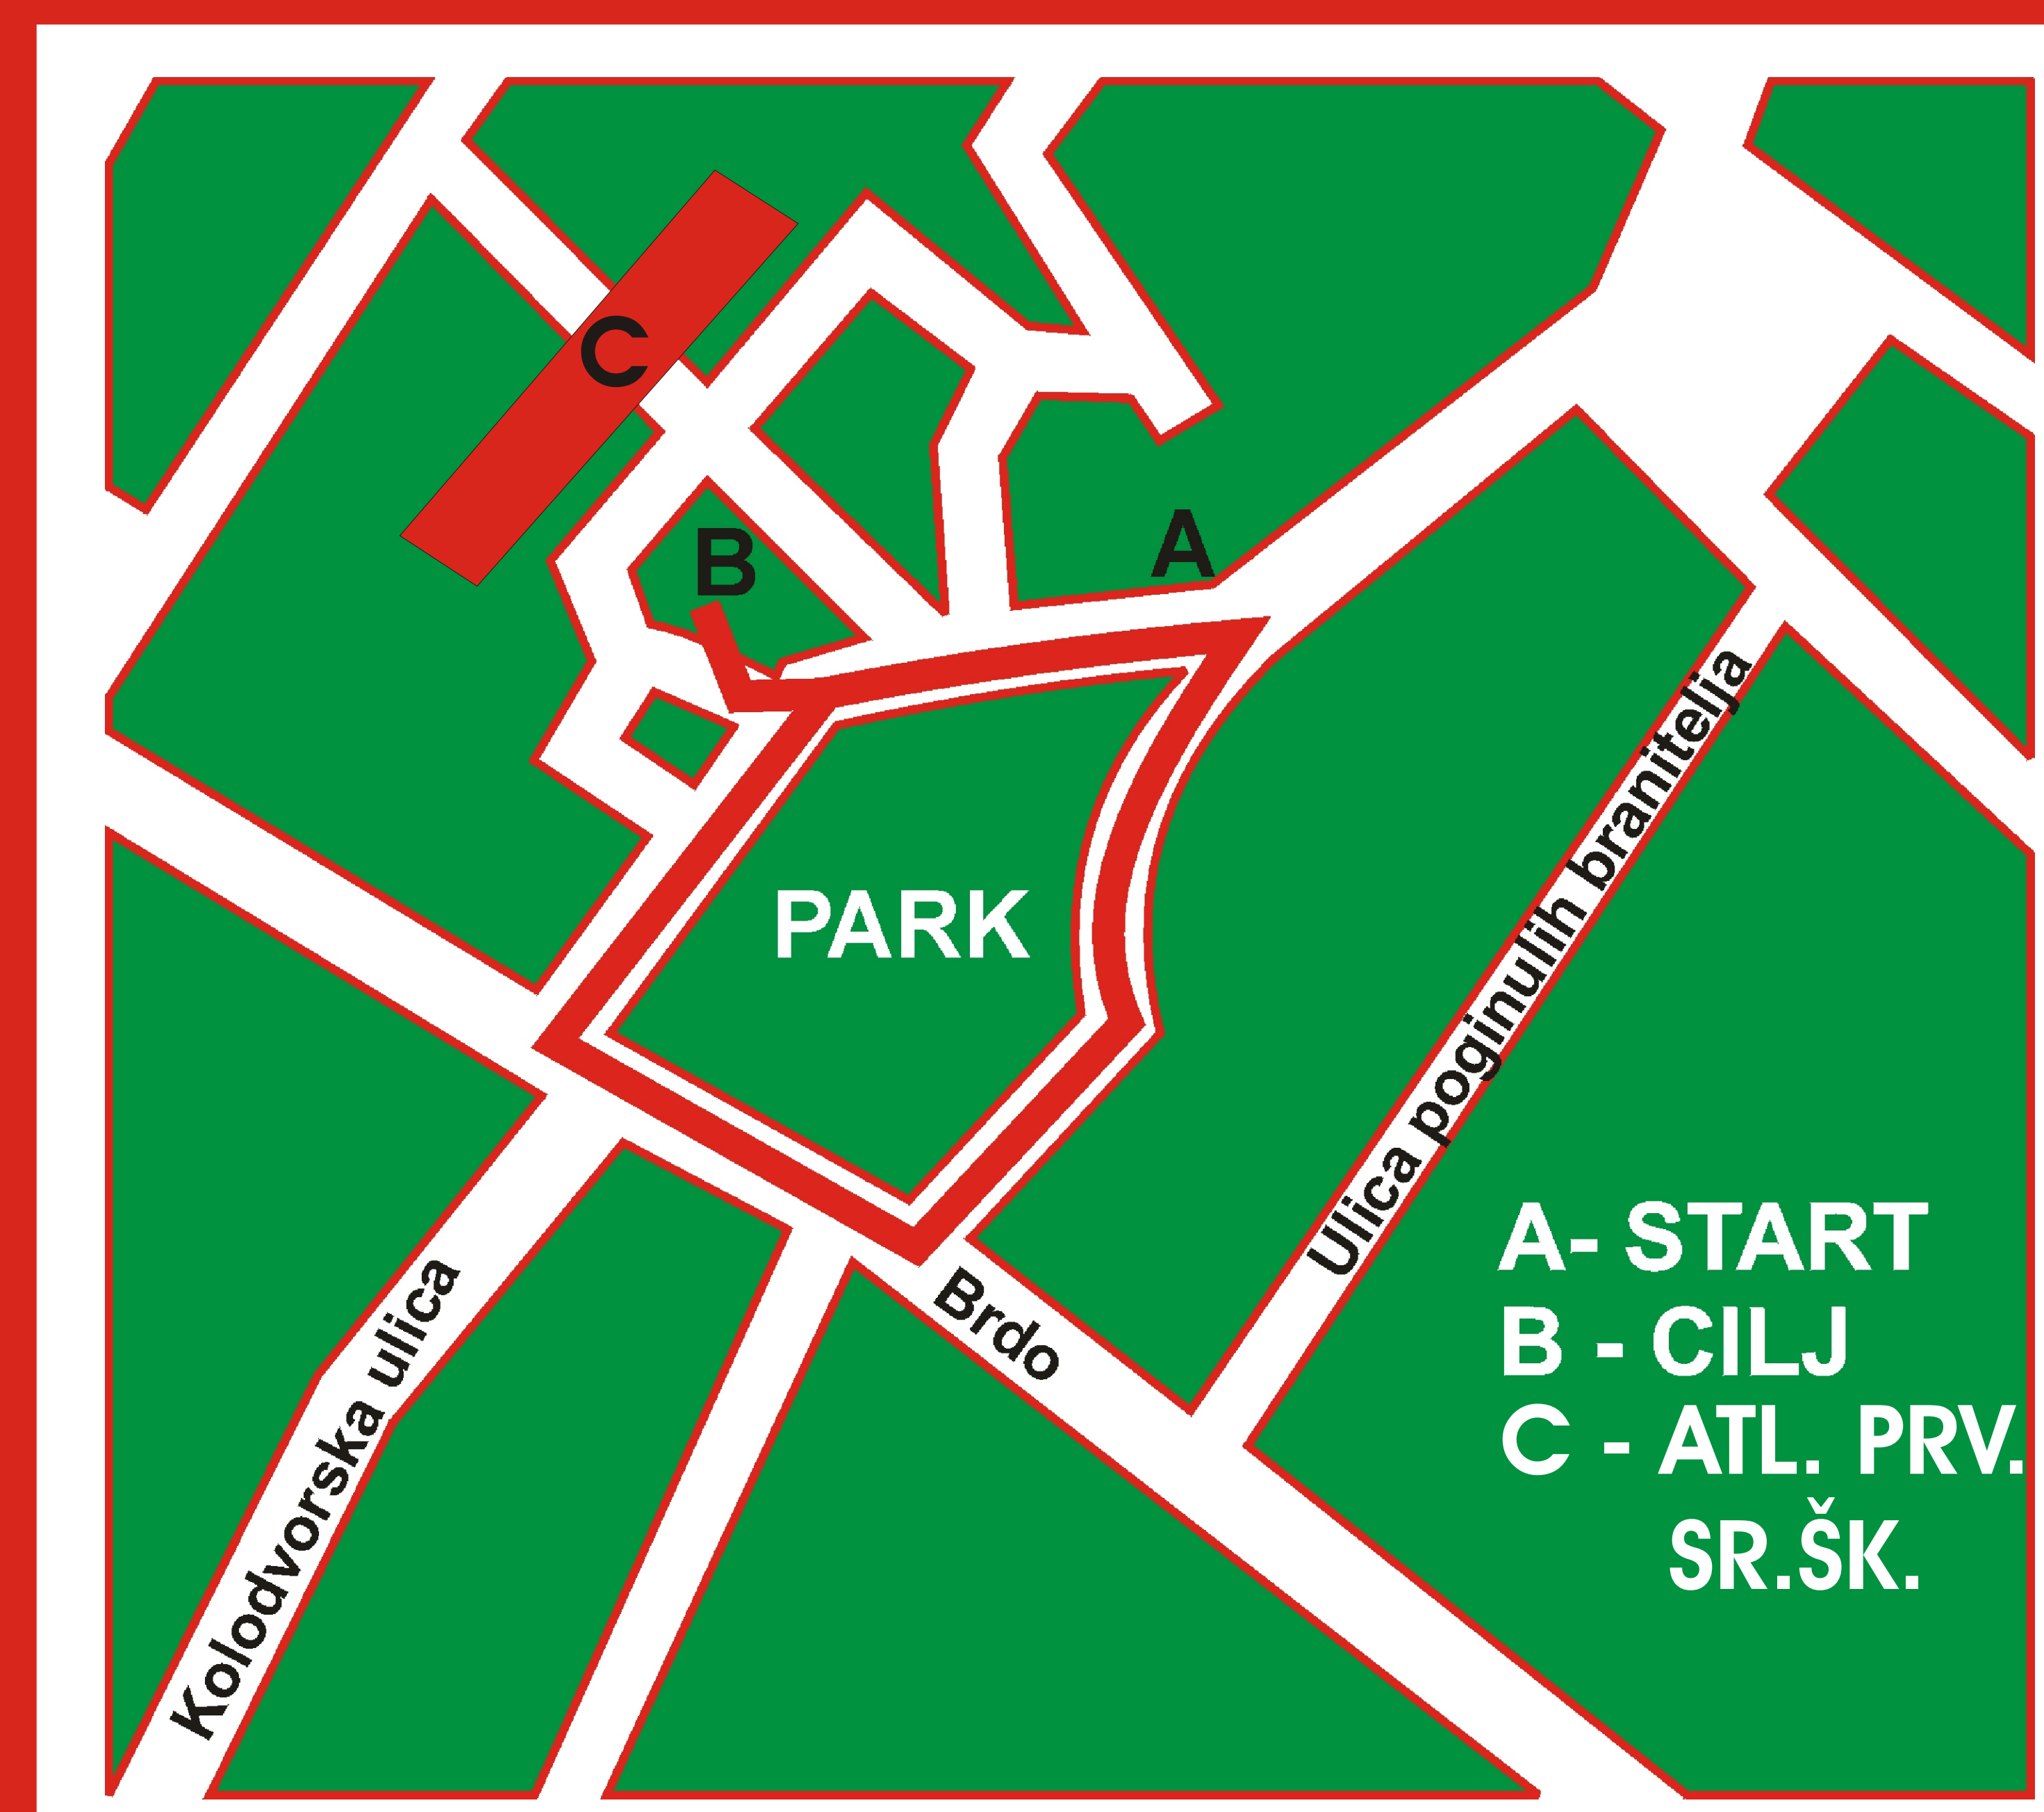 C
B
A
PARK
Ulica poginulih branitelja
Brdo
Kolodvorska ulica
A- START
B - CILJ
C - ATL. PRV.
SR.ŠK.